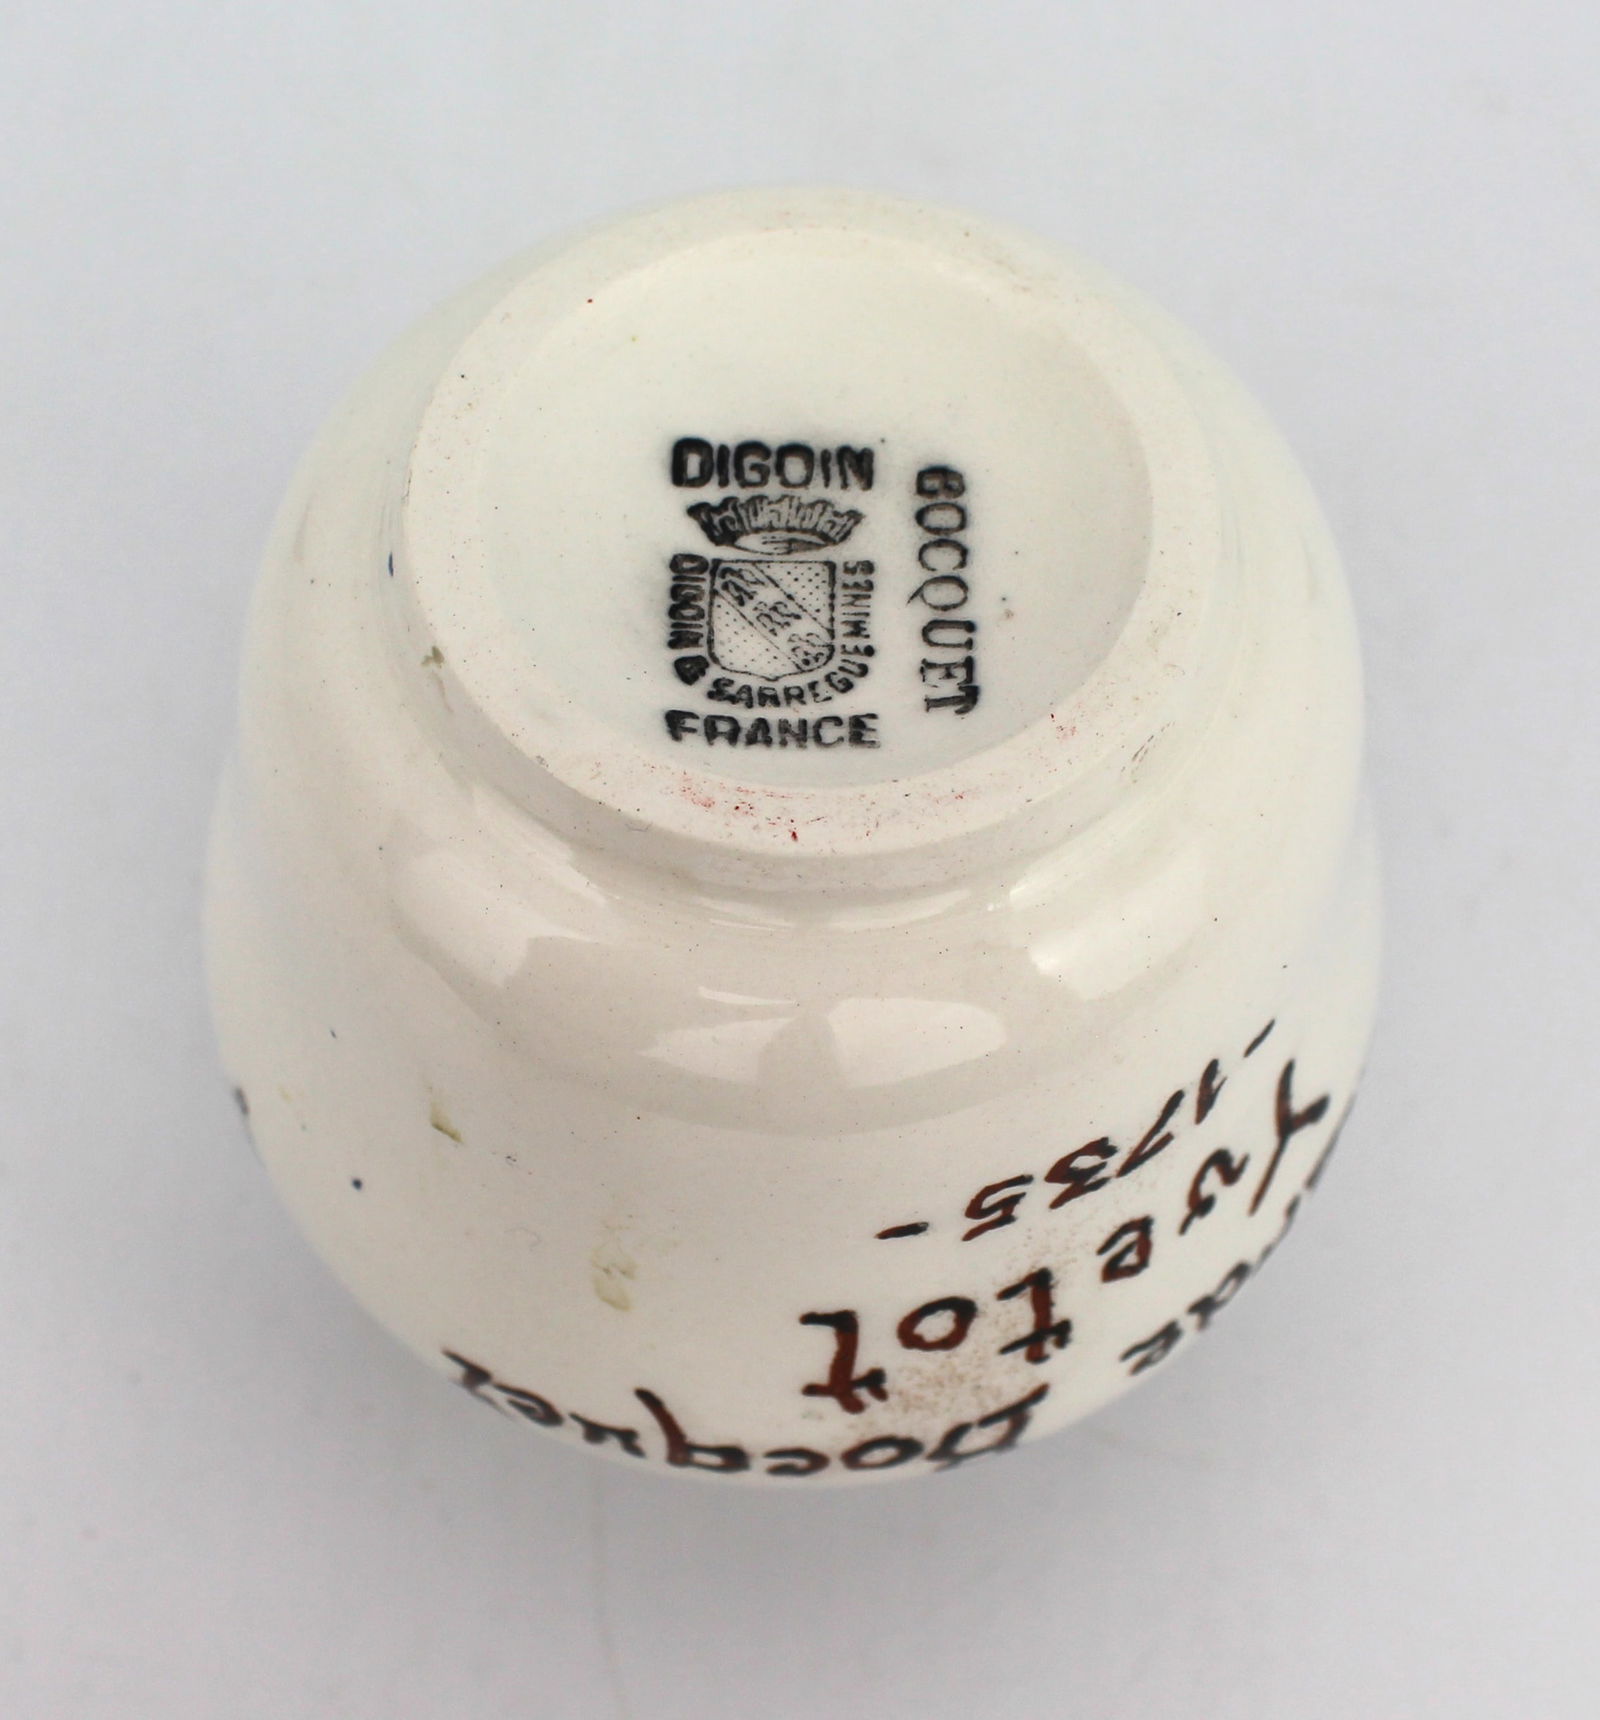 DIGOIN
DIGOIN & SARREGUEMINES
FRANCE
BOCQUET
Bocquet
Yvetot
- 1735 -